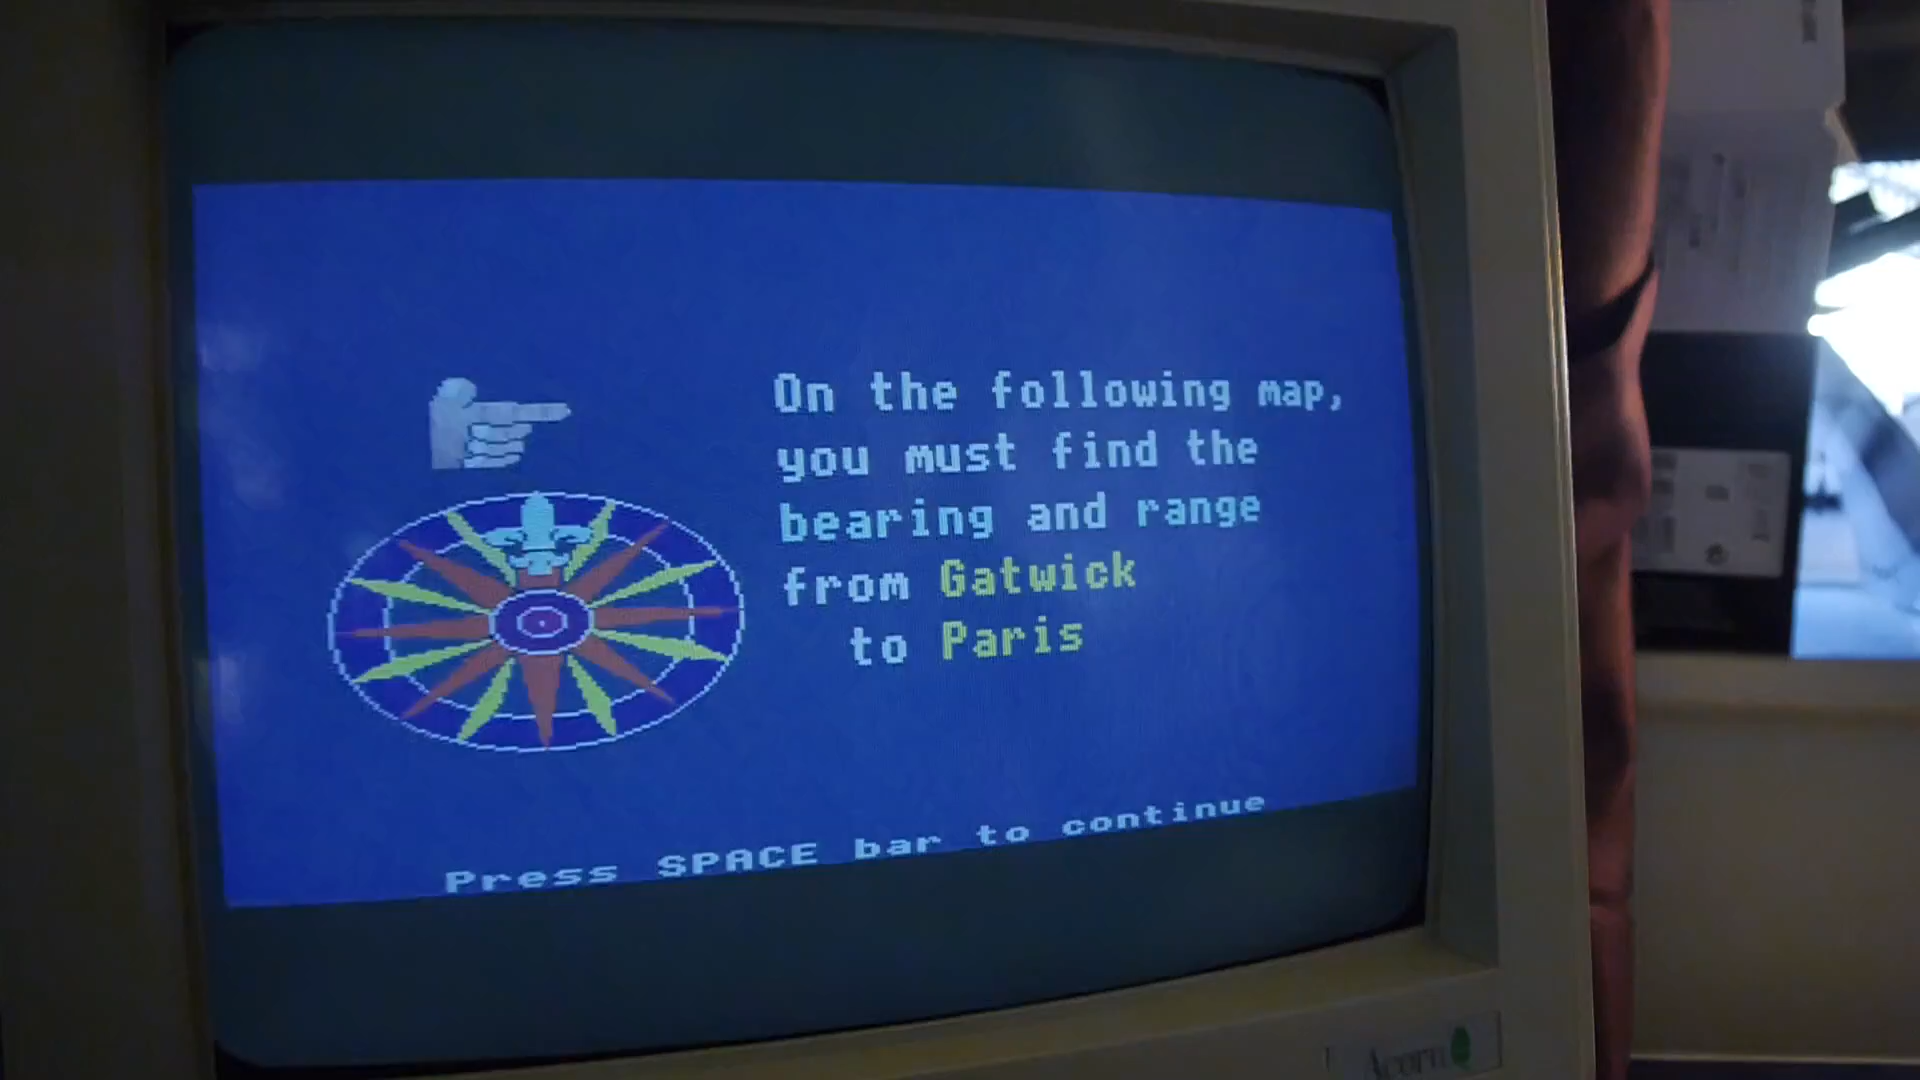 On the following map,
you must find the
bearing and range
from Gatwick
to Paris
Press SPACE bar to continue
Acorn